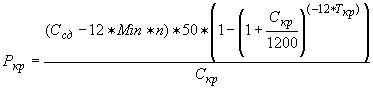 P_кр = ((C_сд − 12 * Min * n) * 50 * (1 − (1 + C_кр / 1200)^(−12*T_кр))) / C_кр